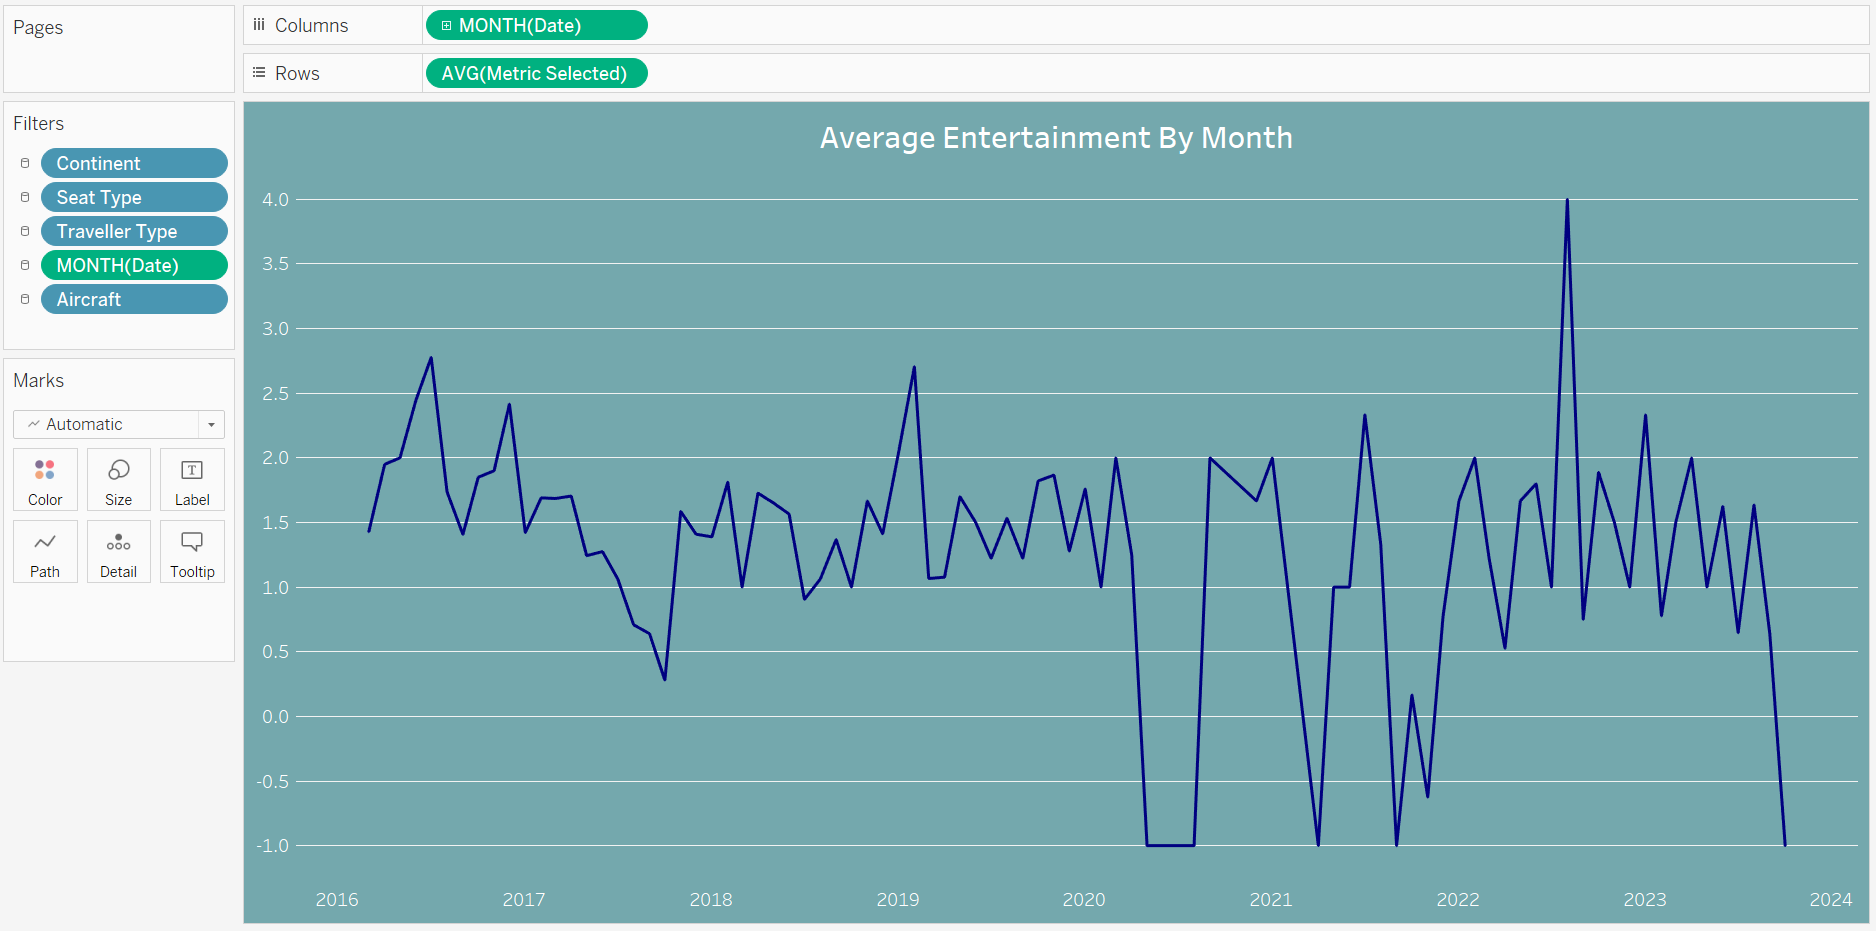 Pages
Columns
MONTH(Date)
Rows
AVG(Metric Selected)
Filters
Continent
Seat Type
Traveller Type
MONTH(Date)
Aircraft
Marks
Automatic
Color
Size
T
Label
Path
Detail
Tooltip
Average Entertainment By Month
4.0
3.5
3.0
2.5
2.0
1.5
1.0
0.5
0.0
-0.5
-1.0
2016 2017 2018 2019 2020 2021 2022 2023 2024